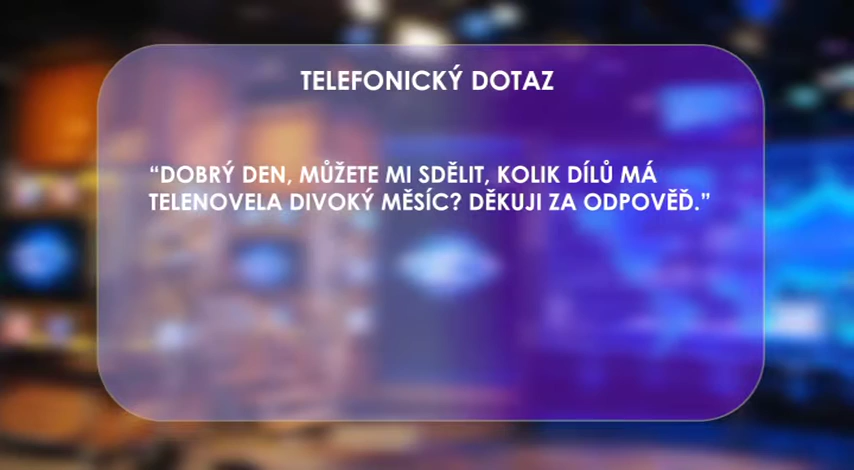 TELEFONICKÝ DOTAZ
“DOBRÝ DEN, MŮŽETE MI SDĚLIT, KOLIK DÍLŮ MÁ
TELENOVELA DIVOKÝ MĚSÍC? DĚKUJI ZA ODPOVĚĎ.”